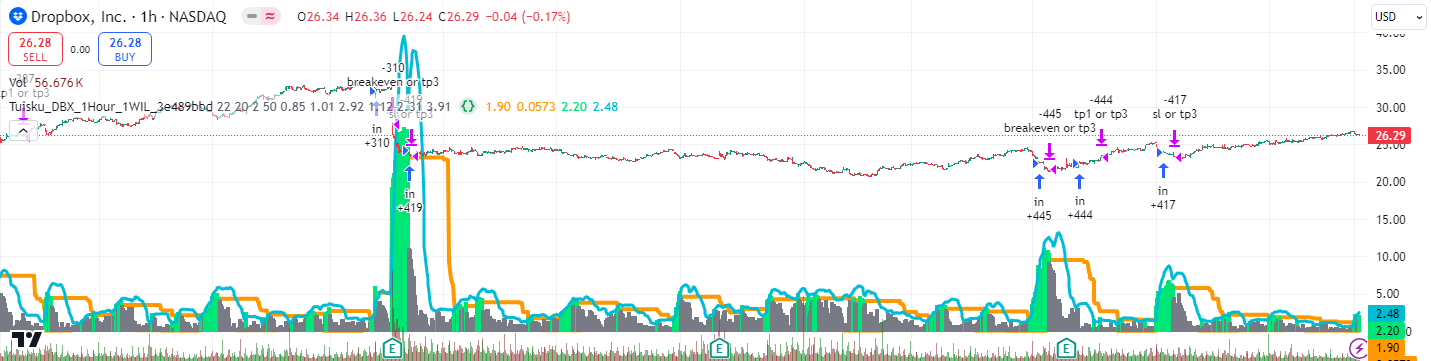 Dropbox, Inc. · 1h · NASDAQ
O26.34 H26.36 L26.24 C26.29 −0.04 (−0.17%)
USD
40.00
26.28
SELL
0.00
26.28
BUY
Vol 56.676 K
-310
breakeven or tp3
35.00
p1 or tp3
Tuisku_DBX_1Hour_1WIL_3e489bbd 22 20 2 50 0.85 1.01 2.92 1.12 2.31 3.91
1.90 0.0573 2.20 2.48
-419
sl or tp3
in
+310
in
+419
-445
breakeven or tp3
-444
tp1 or tp3
-417
sl or tp3
30.00
26.29
25.00
20.00
in
+445
in
+444
in
+417
15.00
10.00
5.00
2.48
2.20
1.90
E
E
E